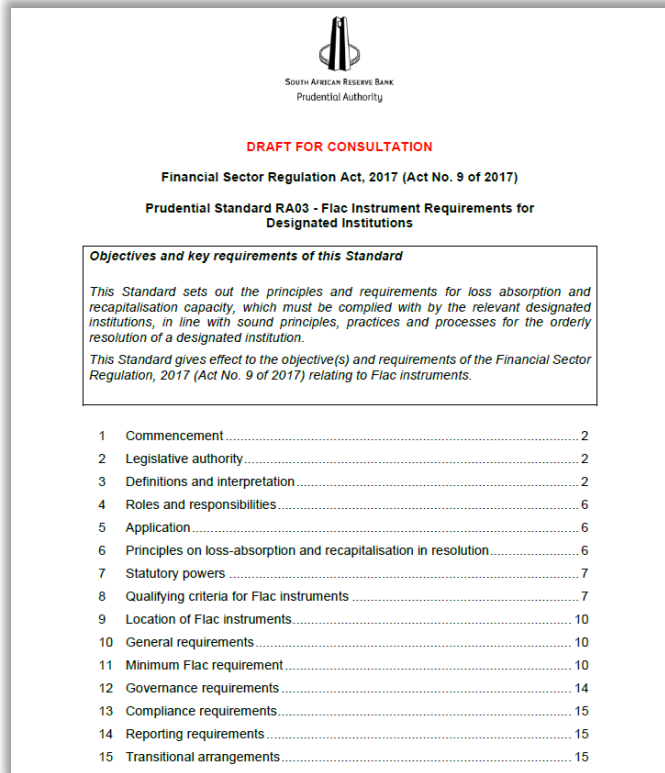 SOUTH AFRICAN RESERVE BANK
Prudential Authority
DRAFT FOR CONSULTATION
Financial Sector Regulation Act, 2017 (Act No. 9 of 2017)
Prudential Standard RA03 - Flac Instrument Requirements for
Designated Institutions
Objectives and key requirements of this Standard
This Standard sets out the principles and requirements for loss absorption and
recapitalisation capacity, which must be complied with by the relevant designated
institutions, in line with sound principles, practices and processes for the orderly
resolution of a designated institution.
This Standard gives effect to the objective(s) and requirements of the Financial Sector
Regulation, 2017 (Act No. 9 of 2017) relating to Flac instruments.
1 Commencement ... 2
2 Legislative authority ... 2
3 Definitions and interpretation ... 2
4 Roles and responsibilities ... 6
5 Application ... 6
6 Principles on loss-absorption and recapitalisation in resolution ... 6
7 Statutory powers ... 7
8 Qualifying criteria for Flac instruments ... 7
9 Location of Flac instruments ... 10
10 General requirements ... 10
11 Minimum Flac requirement ... 10
12 Governance requirements ... 14
13 Compliance requirements ... 15
14 Reporting requirements ... 15
15 Transitional arrangements ... 15